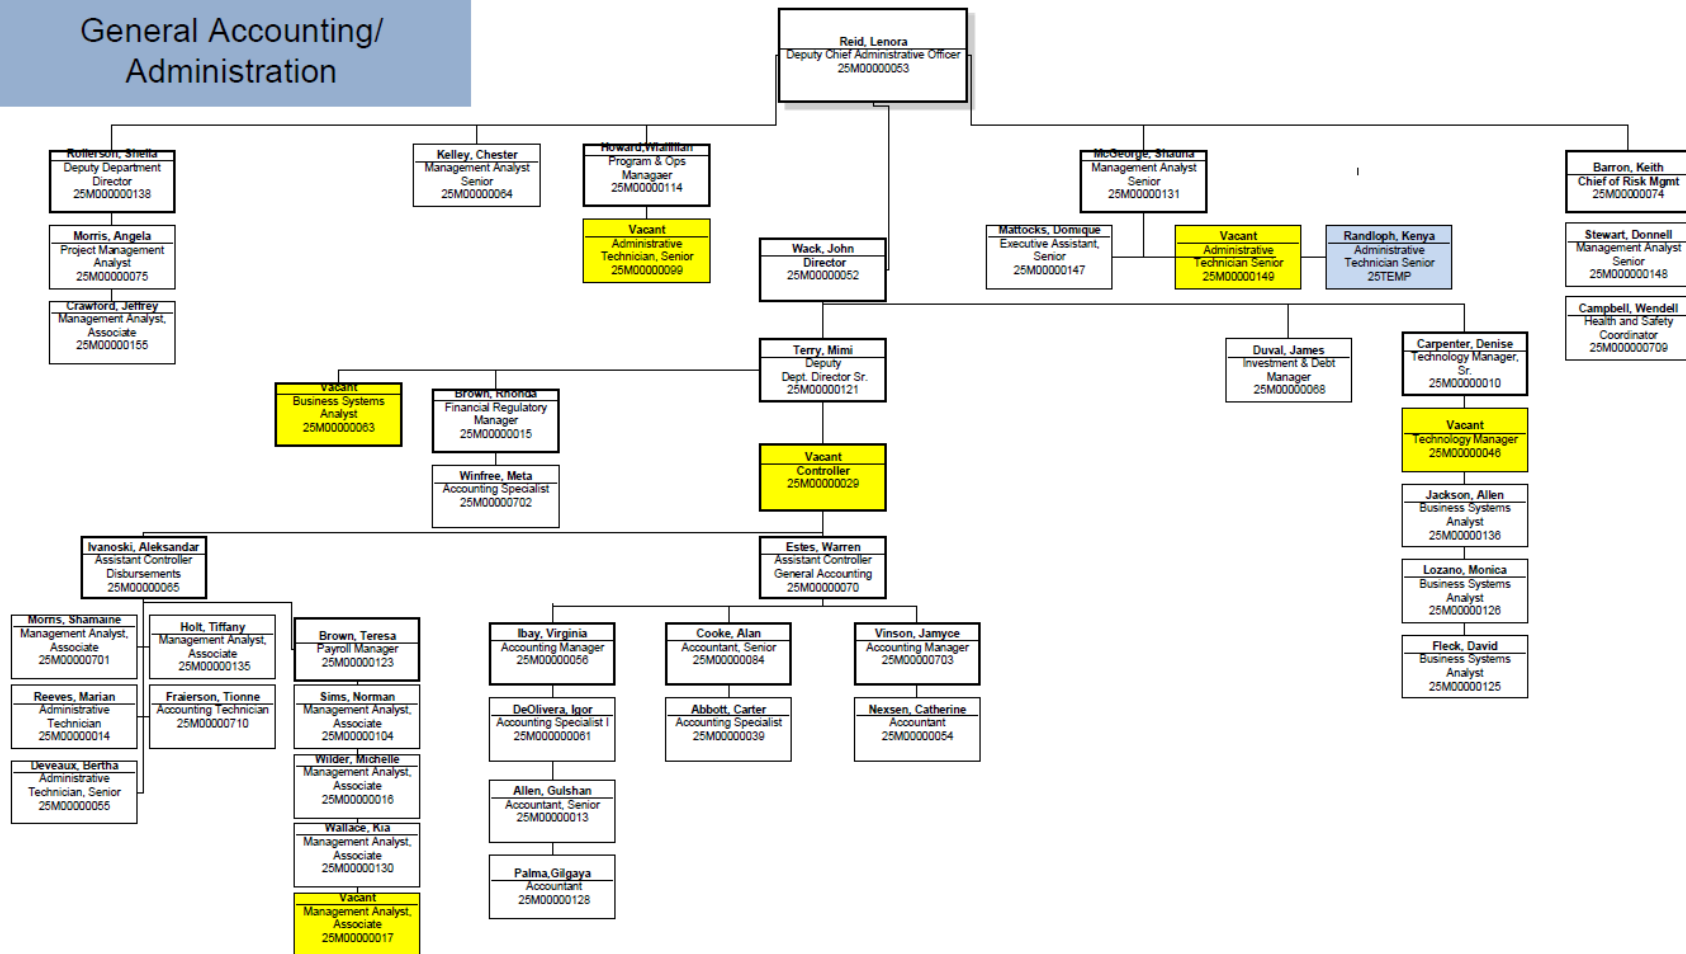 General Accounting/
Administration
Reid, Lenora
Deputy Chief Administrative Officer
25M00000053
Rollerson, Sheila
Deputy Department
Director
25M000000138
Morris, Angela
Project Management
Analyst
25M00000075
Crawford, Jeffrey
Management Analyst,
Associate
25M00000155
Kelley, Chester
Management Analyst
Senior
25M00000064
Howard,Wialillian
Program & Ops
Managaer
25M00000114
Vacant
Administrative
Technician, Senior
25M00000099
Wack, John
Director
25M00000052
McGeorge, Shauna
Management Analyst
Senior
25M00000131
Mattocks, Domique
Executive Assistant,
Senior
25M00000147
Vacant
Administrative
Technician Senior
25M00000149
Randloph, Kenya
Administrative
Technician Senior
25TEMP
Barron, Keith
Chief of Risk Mgmt
25M00000074
Stewart, Donnell
Management Analyst
Senior
25M000000148
Campbell, Wendell
Health and Safety
Coordinator
25M000000709
Terry, Mimi
Deputy
Dept. Director Sr.
25M00000121
Duval, James
Investment & Debt
Manager
25M00000068
Carpenter, Denise
Technology Manager,
Sr.
25M00000010
Vacant
Business Systems
Analyst
25M00000063
Brown, Rhonda
Financial Regulatory
Manager
25M00000015
Winfree, Meta
Accounting Specialist
25M00000702
Vacant
Controller
25M00000029
Vacant
Technology Manager
25M00000046
Jackson, Allen
Business Systems
Analyst
25M00000136
Lozano, Monica
Business Systems
Analyst
25M00000126
Fleck, David
Business Systems
Analyst
25M00000125
Ivanoski, Aleksandar
Assistant Controller
Disbursements
25M00000065
Estes, Warren
Assistant Controller
General Accounting
25M00000070
Morris, Shamaine
Management Analyst,
Associate
25M00000701
Holt, Tiffany
Management Analyst,
Associate
25M00000135
Brown, Teresa
Payroll Manager
25M00000123
Reeves, Marian
Administrative
Technician
25M00000014
Fraierson, Tionne
Accounting Technician
25M00000710
Sims, Norman
Management Analyst,
Associate
25M00000104
Deveaux, Bertha
Administrative
Technician, Senior
25M00000055
Wilder, Michelle
Management Analyst,
Associate
25M00000016
Wallace, Kia
Management Analyst,
Associate
25M00000130
Vacant
Management Analyst,
Associate
25M00000017
Ibay, Virginia
Accounting Manager
25M00000056
DeOlivera, Igor
Accounting Specialist I
25M000000061
Allen, Gulshan
Accountant, Senior
25M00000013
Palma,Gilgaya
Accountant
25M00000128
Cooke, Alan
Accountant, Senior
25M00000084
Abbott, Carter
Accounting Specialist
25M00000039
Vinson, Jamyce
Accounting Manager
25M00000703
Nexsen, Catherine
Accountant
25M00000054